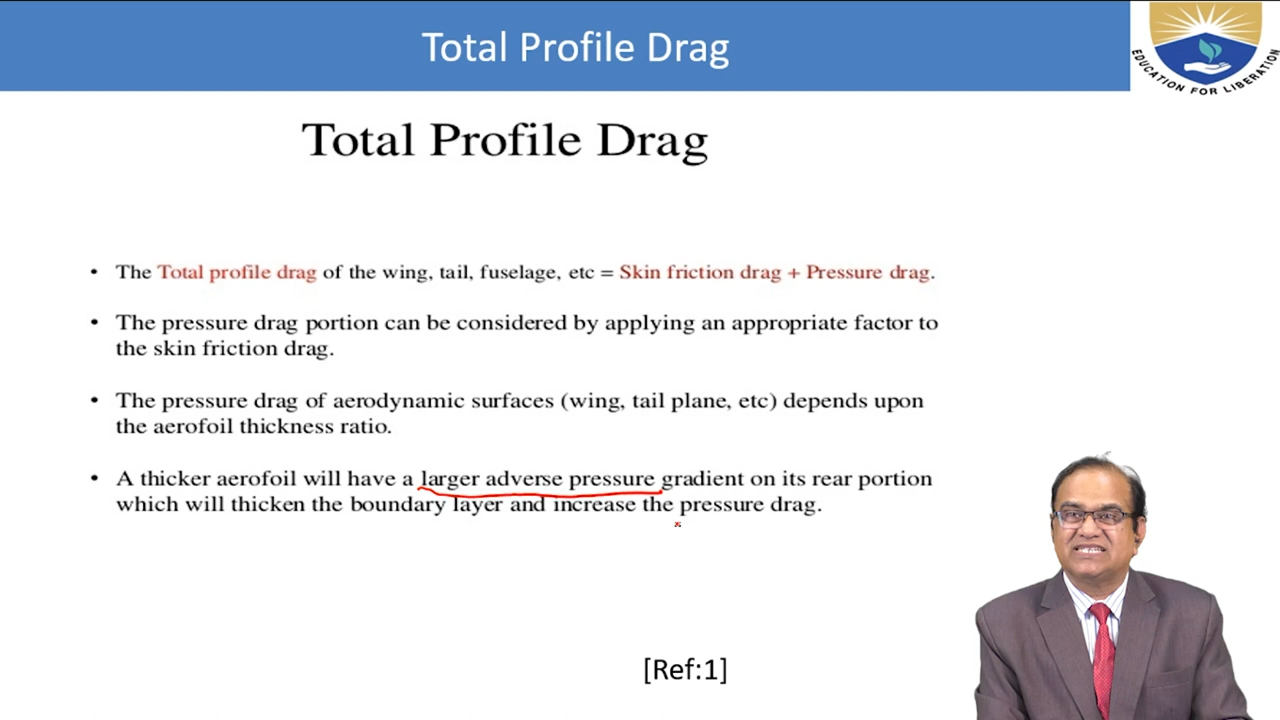 Total Profile Drag
EDUCATION FOR LIBERATION
Total Profile Drag
• The Total profile drag of the wing, tail, fuselage, etc = Skin friction drag + Pressure drag.
• The pressure drag portion can be considered by applying an appropriate factor to
the skin friction drag.
• The pressure drag of aerodynamic surfaces (wing, tail plane, etc) depends upon
the aerofoil thickness ratio.
• A thicker aerofoil will have a larger adverse pressure gradient on its rear portion
which will thicken the boundary layer and increase the pressure drag.
[Ref:1]